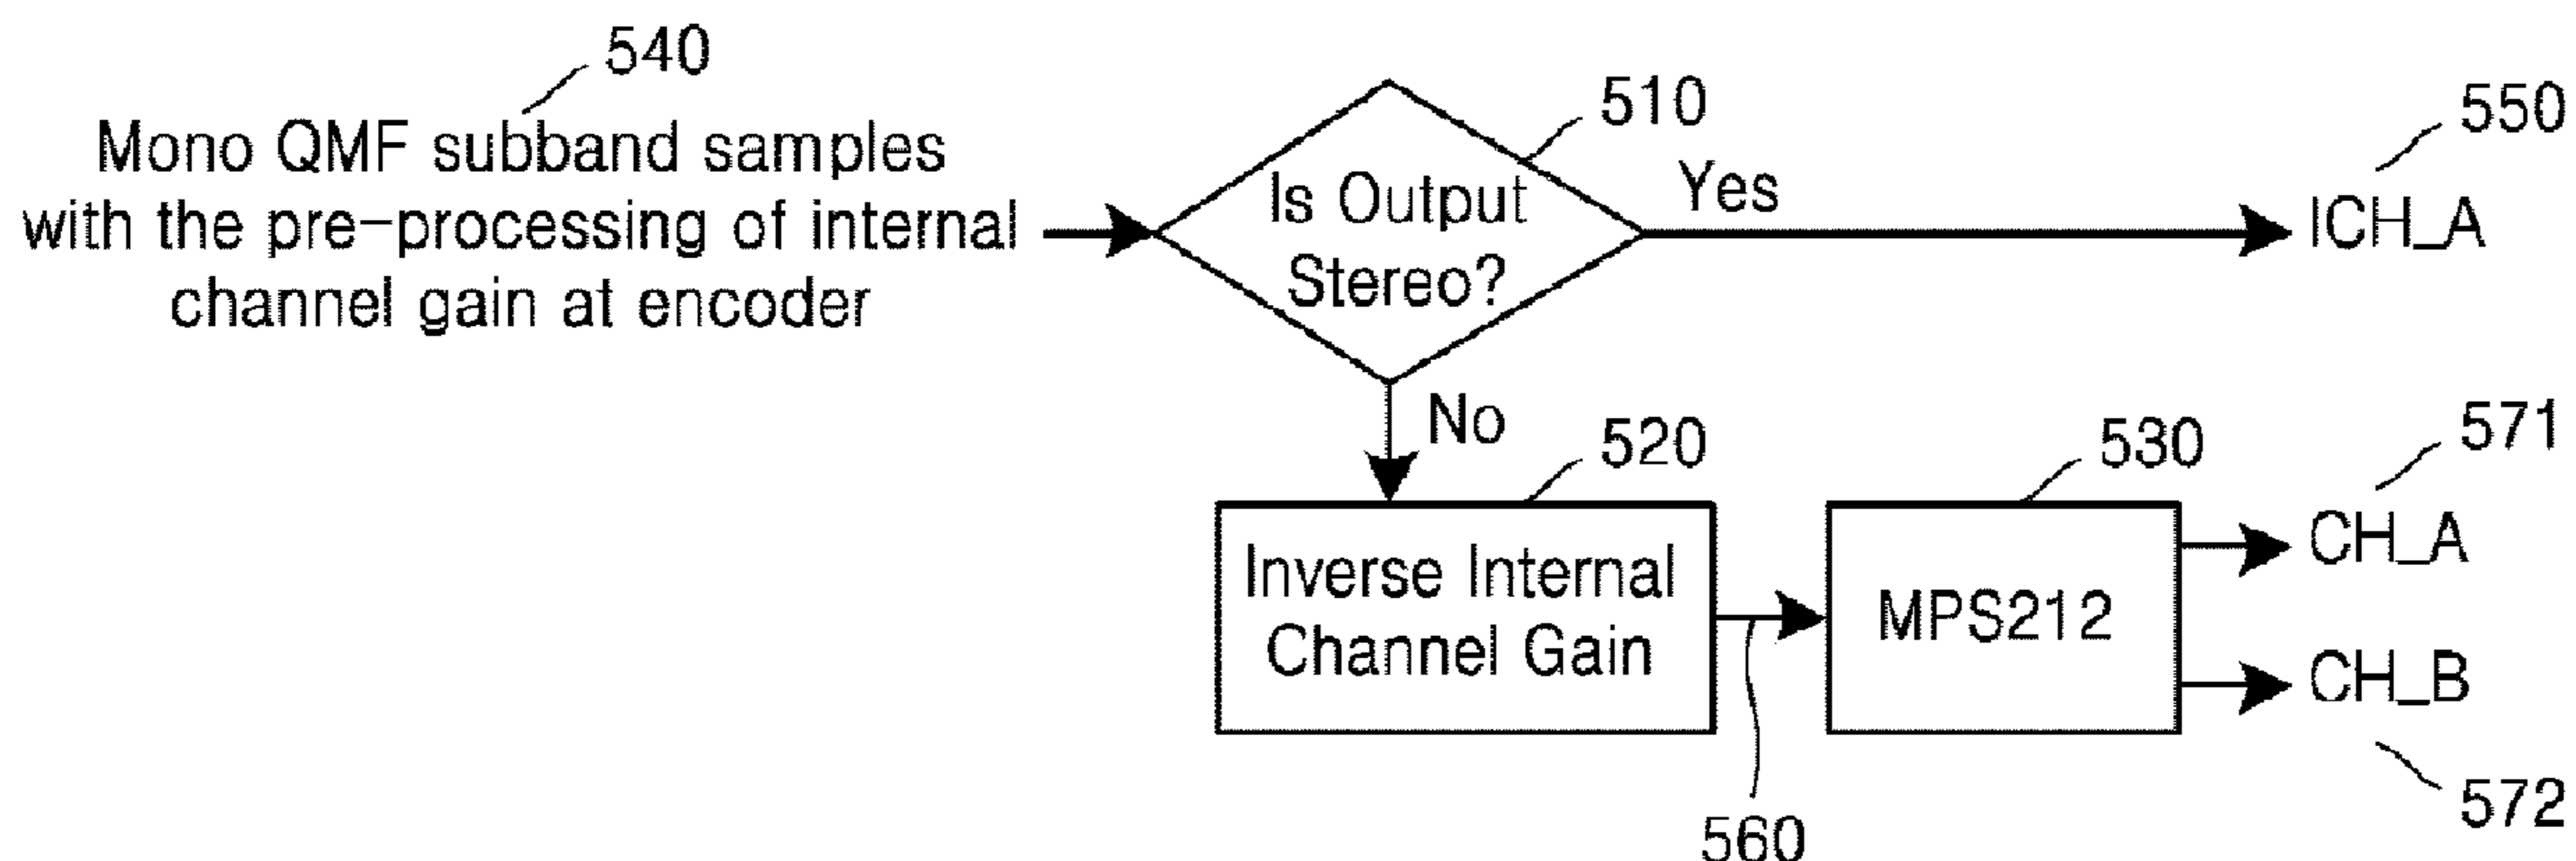 540
Mono QMF subband samples
with the pre-processing of internal
channel gain at encoder
510
Is Output
Stereo?
Yes
550
ICH_A
No
520
Inverse Internal
Channel Gain
560
530
MPS212
571
CH_A
CH_B
572